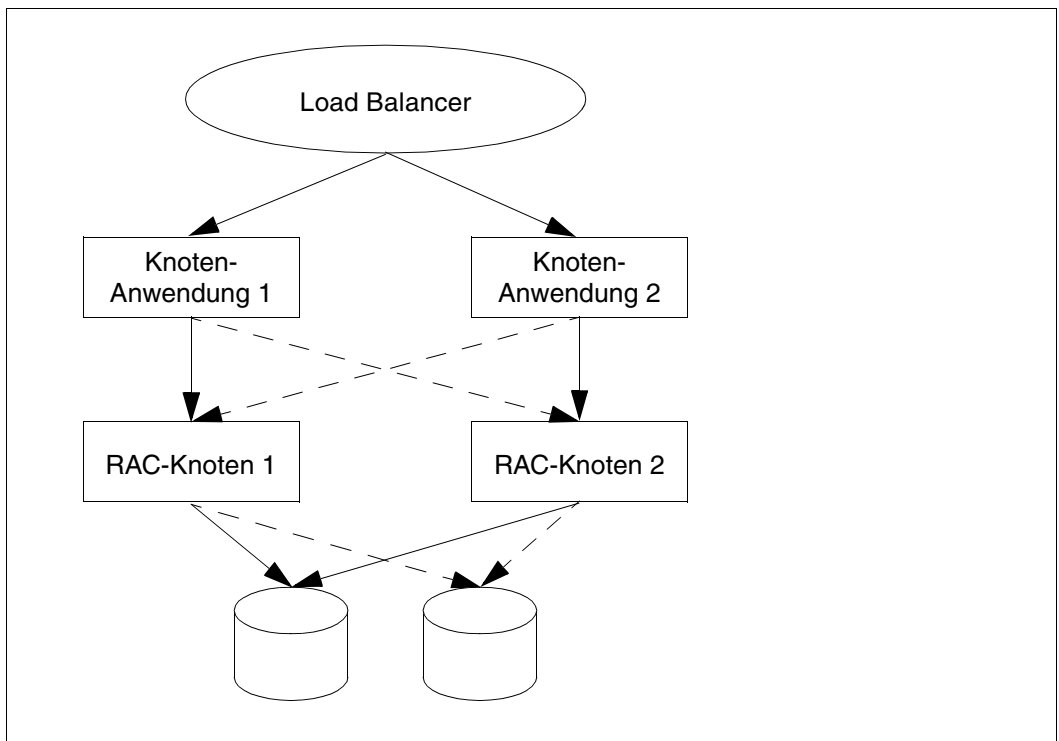 Load Balancer
Knoten-
Anwendung 1
Knoten-
Anwendung 2
RAC-Knoten 1
RAC-Knoten 2